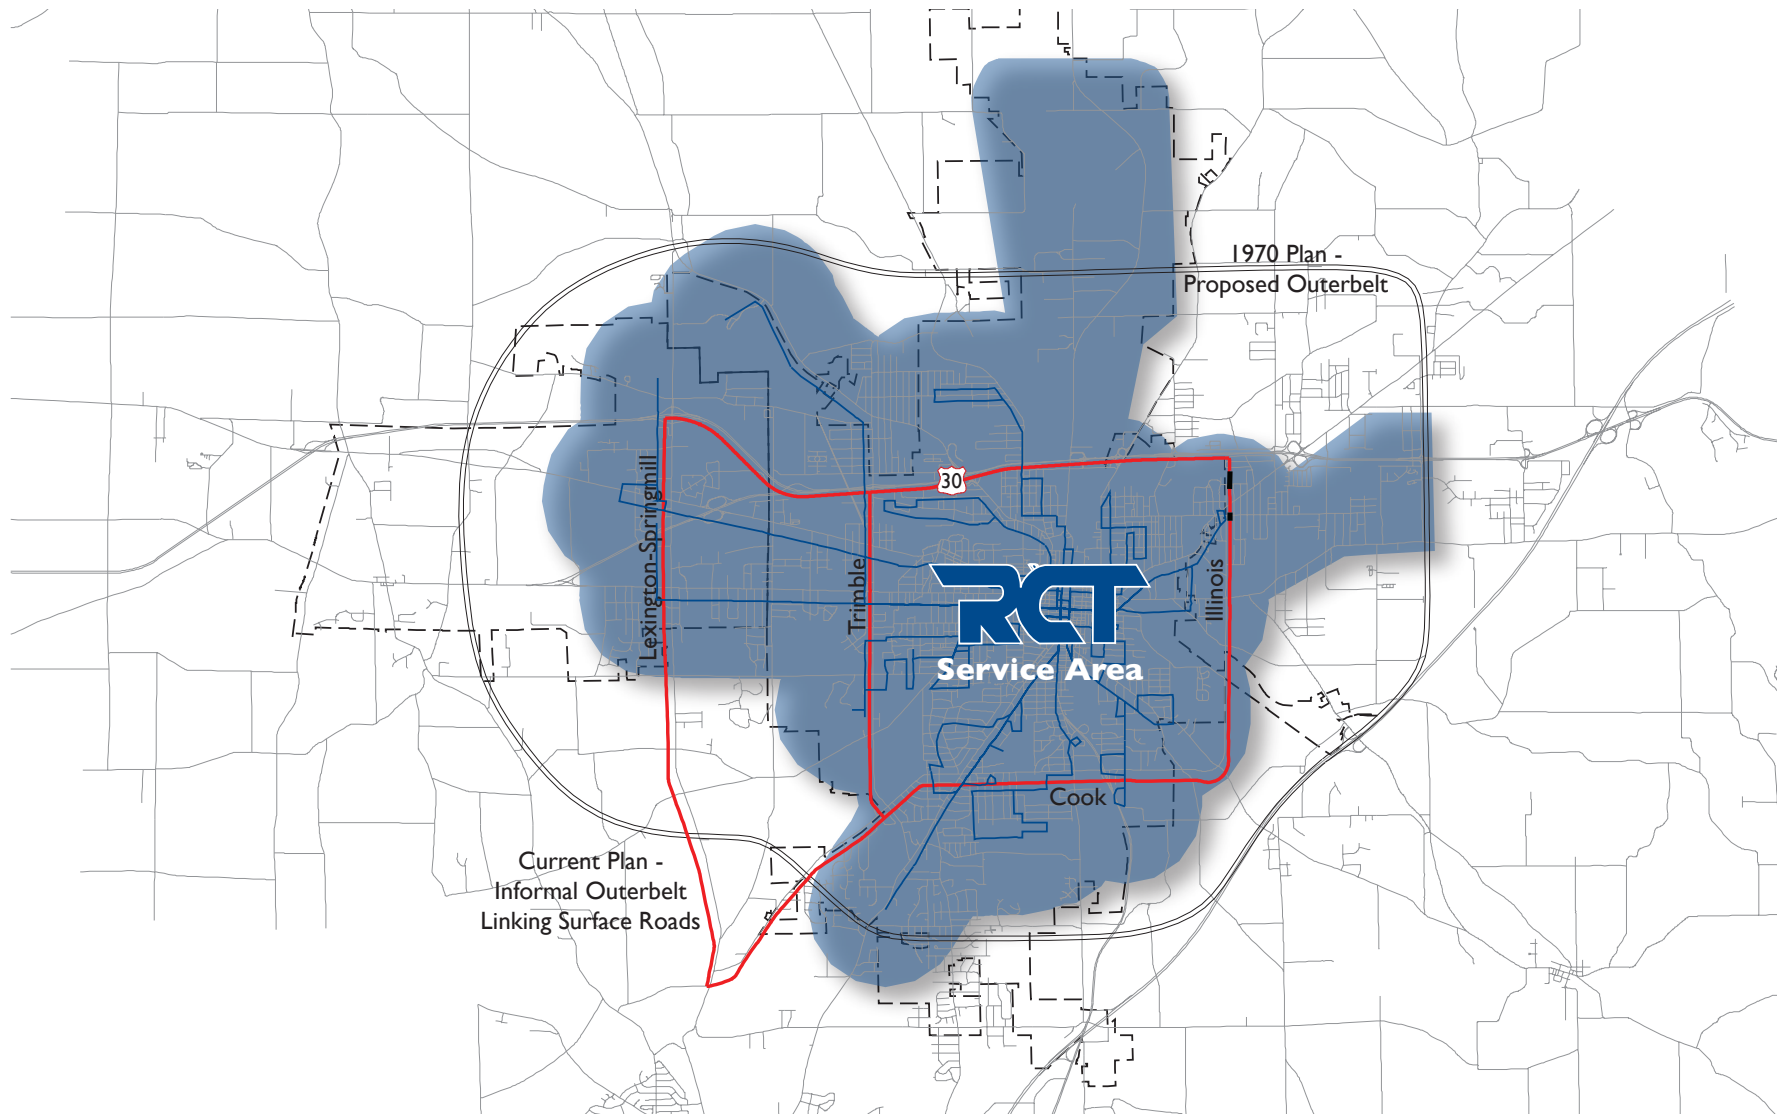 1970 Plan -
Proposed Outerbelt
30
Lexington-Springmill
Trimble
RCT
Service Area
Illinois
Cook
Current Plan -
Informal Outerbelt
Linking Surface Roads